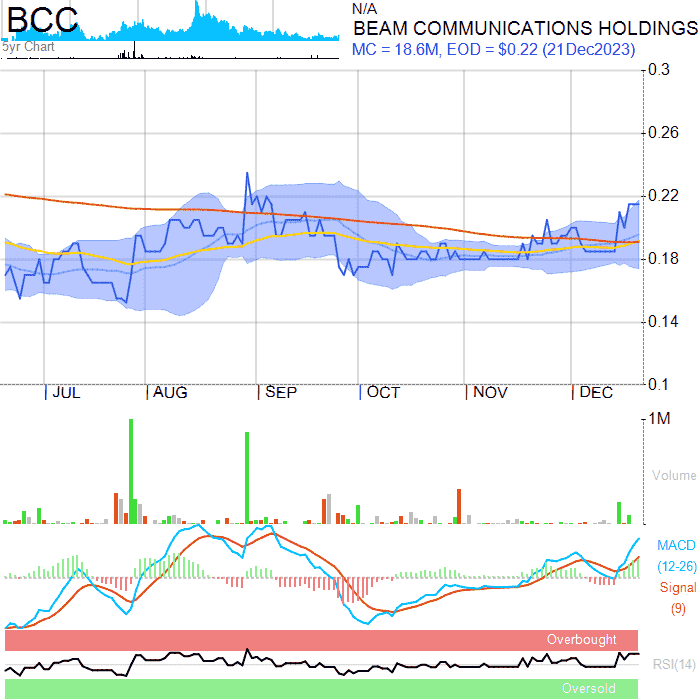 BCC
5yr Chart
N/A
BEAM COMMUNICATIONS HOLDINGS
MC = 18.6M, EOD = $0.22 (21Dec2023)
0.3
0.26
0.22
0.18
0.14
0.1
JUL AUG SEP OCT NOV DEC
1M
Volume
MACD
(12-26)
Signal
(9)
Overbought
RSI(14)
Oversold